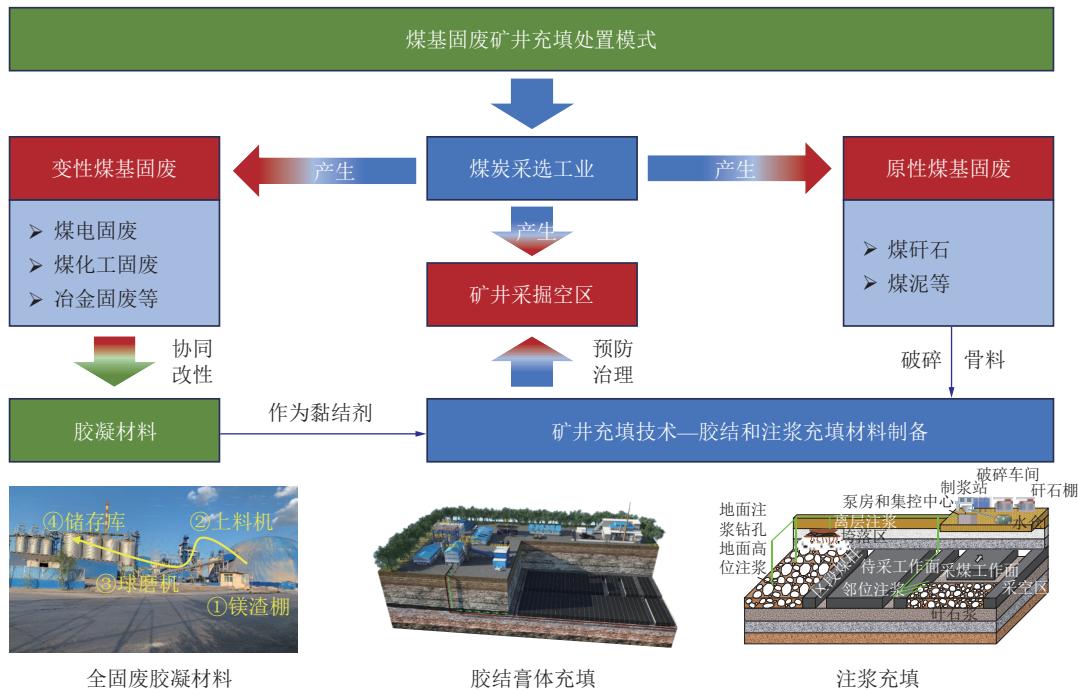 煤基固废矿井充填处置模式
变性煤基固废
产生
煤炭采选工业
产生
原性煤基固废
➢ 煤电固废
➢ 煤化工固废
➢ 冶金固废等
产生
矿井采掘空区
➢ 煤矸石
➢ 煤泥等
协同
改性
预防
治理
破碎
骨料
胶凝材料
作为黏结剂
矿井充填技术—胶结和注浆充填材料制备
④储存库
②上料机
③球磨机
①镁渣棚
破碎车间
制浆站
矸石棚
泵房和集控中心
地面注
浆钻孔
地面高
位注浆
离层注浆
垮落区
待采工作面
采煤工作面
邻位注浆
采空区
矸石浆
全固废胶凝材料
胶结膏体充填
注浆充填